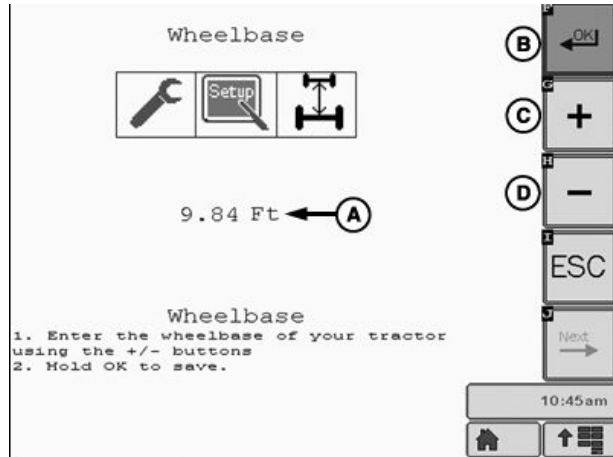 Wheelbase
Setup
9.84 Ft
A
Wheelbase
1. Enter the wheelbase of your tractor
using the +/- buttons
2. Hold OK to save.
B
F
OK
C
G
+
D
H
−
I
ESC
J
Next
10:45am